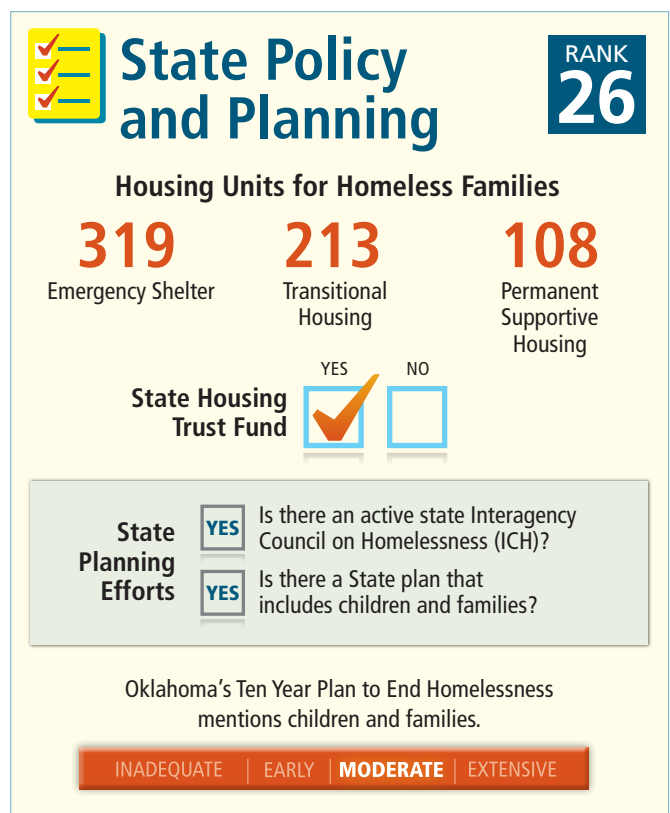 State Policy
and Planning
RANK
26
Housing Units for Homeless Families
319
Emergency Shelter
213
Transitional
Housing
108
Permanent
Supportive
Housing
YES
NO
State Housing
Trust Fund
State
Planning
Efforts
YES
Is there an active state Interagency
Council on Homelessness (ICH)?
YES
Is there a State plan that
includes children and families?
Oklahoma's Ten Year Plan to End Homelessness
mentions children and families.
INADEQUATE | EARLY | MODERATE | EXTENSIVE